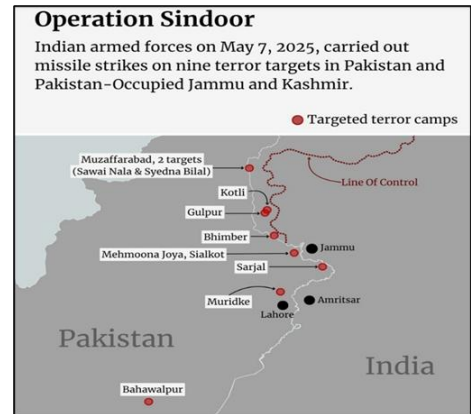 Operation Sindoor
Indian armed forces on May 7, 2025, carried out
missile strikes on nine terror targets in Pakistan and
Pakistan-Occupied Jammu and Kashmir.
Targeted terror camps
Muzaffarabad, 2 targets
(Sawai Nala & Syedna Bilal)
Line Of Control
Kotli
Gulpur
Bhimber
Jammu
Mehmoona Joya, Sialkot
Sarjal
Muridke
Lahore
Amritsar
Pakistan
India
Bahawalpur